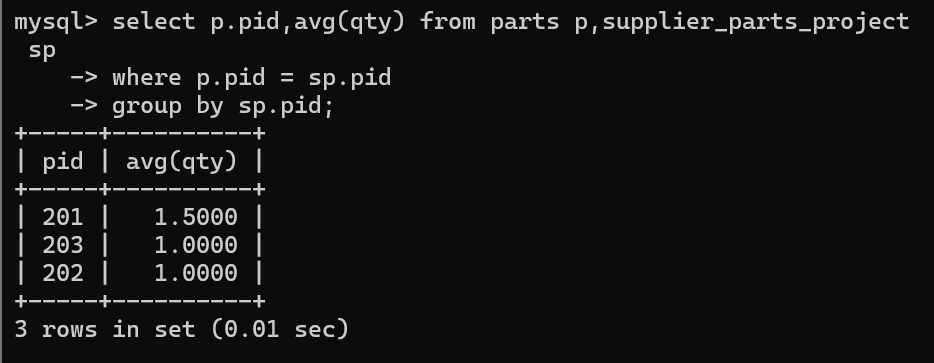 mysql> select p.pid,avg(qty) from parts p,supplier_parts_project
 sp
    -> where p.pid = sp.pid
    -> group by sp.pid;
+-----+----------+
| pid | avg(qty) |
+-----+----------+
| 201 |   1.5000 |
| 203 |   1.0000 |
| 202 |   1.0000 |
+-----+----------+
3 rows in set (0.01 sec)